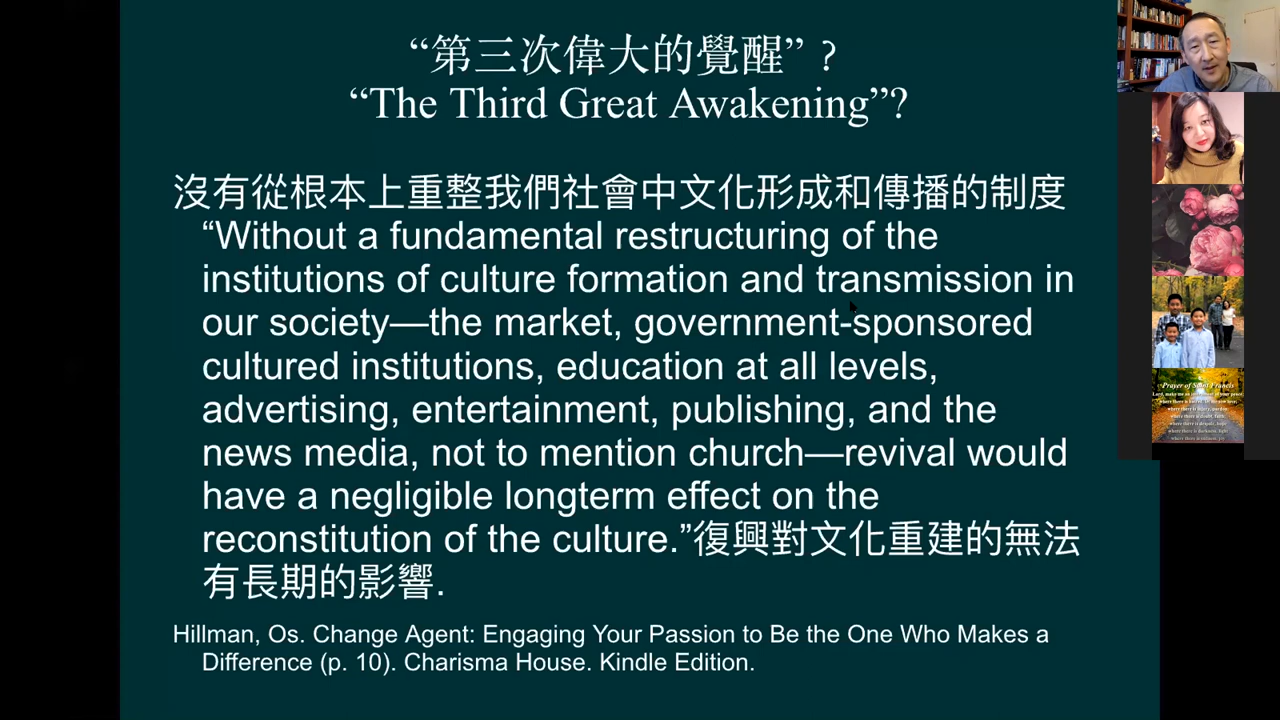 “第三次偉大的覺醒” ?
“The Third Great Awakening”?
沒有從根本上重整我們社會中文化形成和傳播的制度
“Without a fundamental restructuring of the
institutions of culture formation and transmission in
our society—the market, government-sponsored
cultured institutions, education at all levels,
advertising, entertainment, publishing, and the
news media, not to mention church—revival would
have a negligible longterm effect on the
reconstitution of the culture.”復興對文化重建的無法
有長期的影響.
Hillman, Os. Change Agent: Engaging Your Passion to Be the One Who Makes a
Difference (p. 10). Charisma House. Kindle Edition.
Prayer of Saint Francis